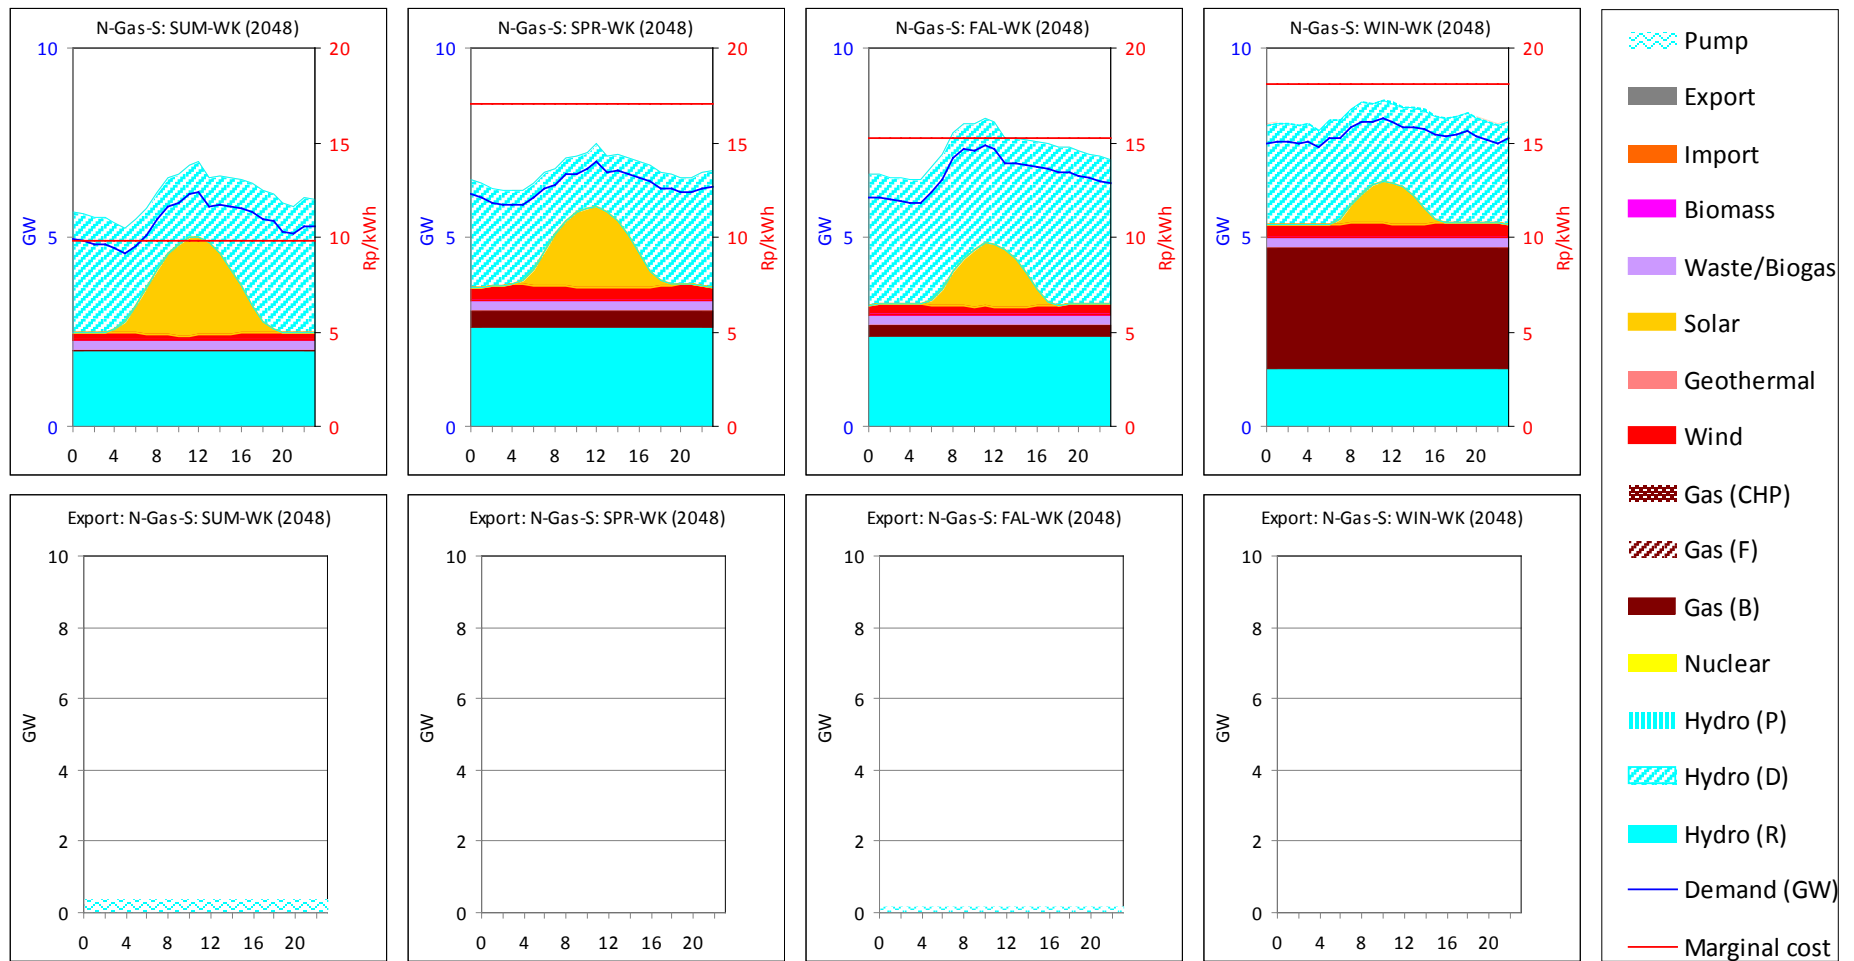 N-Gas-S: SUM-WK (2048)
10
5
0
GW
20
15
10
5
0
Rp/kWh
0 4 8 12 16 20
N-Gas-S: SPR-WK (2048)
10
5
0
GW
20
15
10
5
0
Rp/kWh
0 4 8 12 16 20
N-Gas-S: FAL-WK (2048)
10
5
0
GW
20
15
10
5
0
Rp/kWh
0 4 8 12 16 20
N-Gas-S: WIN-WK (2048)
10
5
0
GW
20
15
10
5
0
Rp/kWh
0 4 8 12 16 20
Export: N-Gas-S: SUM-WK (2048)
10
8
6
4
2
0
GW
0 4 8 12 16 20
Export: N-Gas-S: SPR-WK (2048)
10
8
6
4
2
0
GW
0 4 8 12 16 20
Export: N-Gas-S: FAL-WK (2048)
10
8
6
4
2
0
GW
0 4 8 12 16 20
Export: N-Gas-S: WIN-WK (2048)
10
8
6
4
2
0
GW
0 4 8 12 16 20
Pump
Export
Import
Biomass
Waste/Biogas
Solar
Geothermal
Wind
Gas (CHP)
Gas (F)
Gas (B)
Nuclear
Hydro (P)
Hydro (D)
Hydro (R)
Demand (GW)
Marginal cost